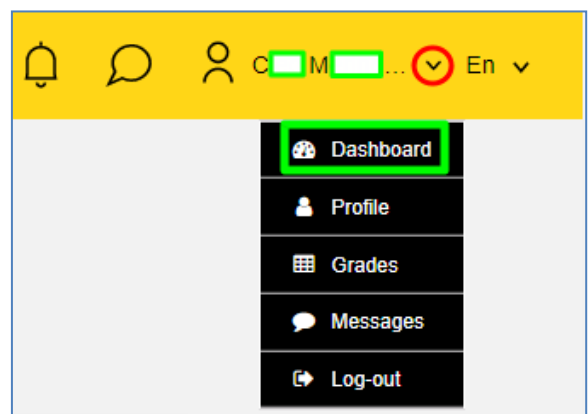 C M ... En
Dashboard
Profile
Grades
Messages
Log-out